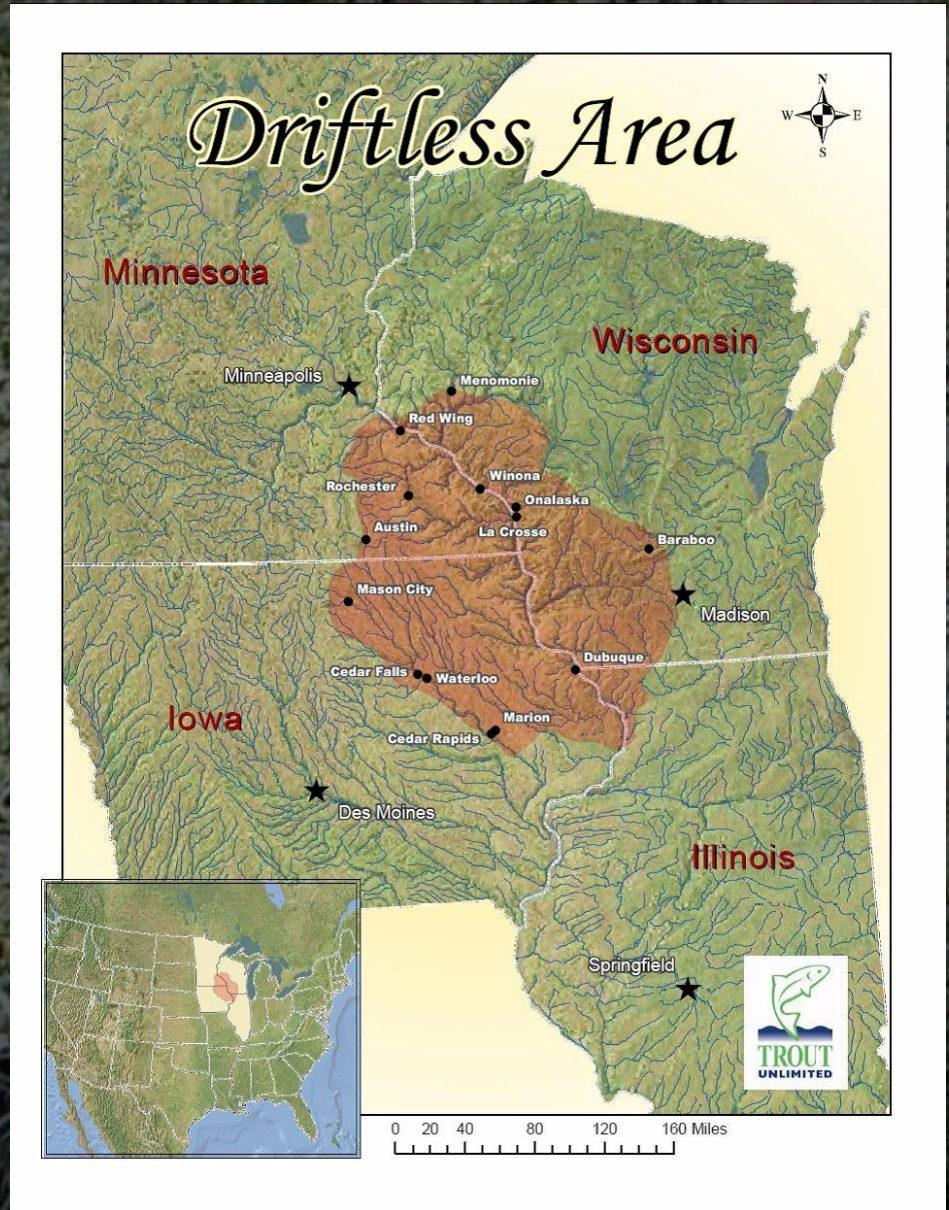 Driftless Area
N
W E
S
Minnesota
Wisconsin
Minneapolis
Menomonie
Red Wing
Winona
Rochester
Onalaska
Austin
La Crosse
Baraboo
Mason City
Madison
Dubuque
Cedar Falls
Waterloo
Iowa
Marion
Cedar Rapids
Des Moines
Illinois
Springfield
TROUT
UNLIMITED
0 20 40 80 120 160 Miles